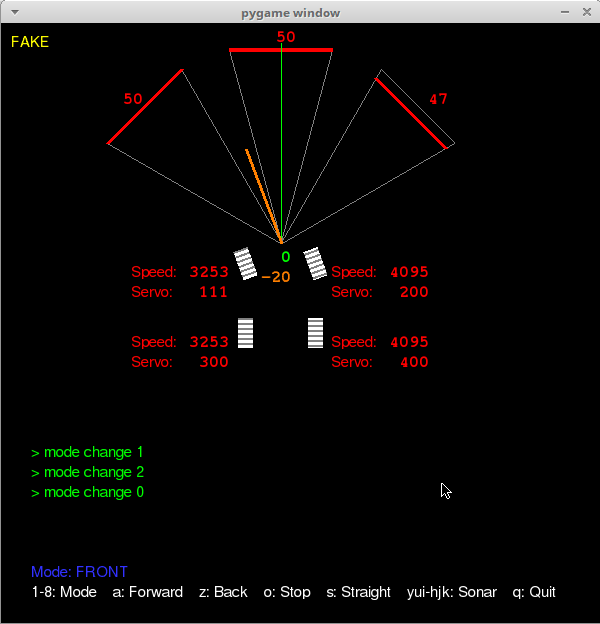 pygame window
FAKE
50
50
47
0
-20
Speed: 3253
Speed: 4095
Servo: 111
Servo: 200
Speed: 3253
Speed: 4095
Servo: 300
Servo: 400
> mode change 1
> mode change 2
> mode change 0
Mode: FRONT
1-8: Mode a: Forward z: Back o: Stop s: Straight yui-hjk: Sonar q: Quit